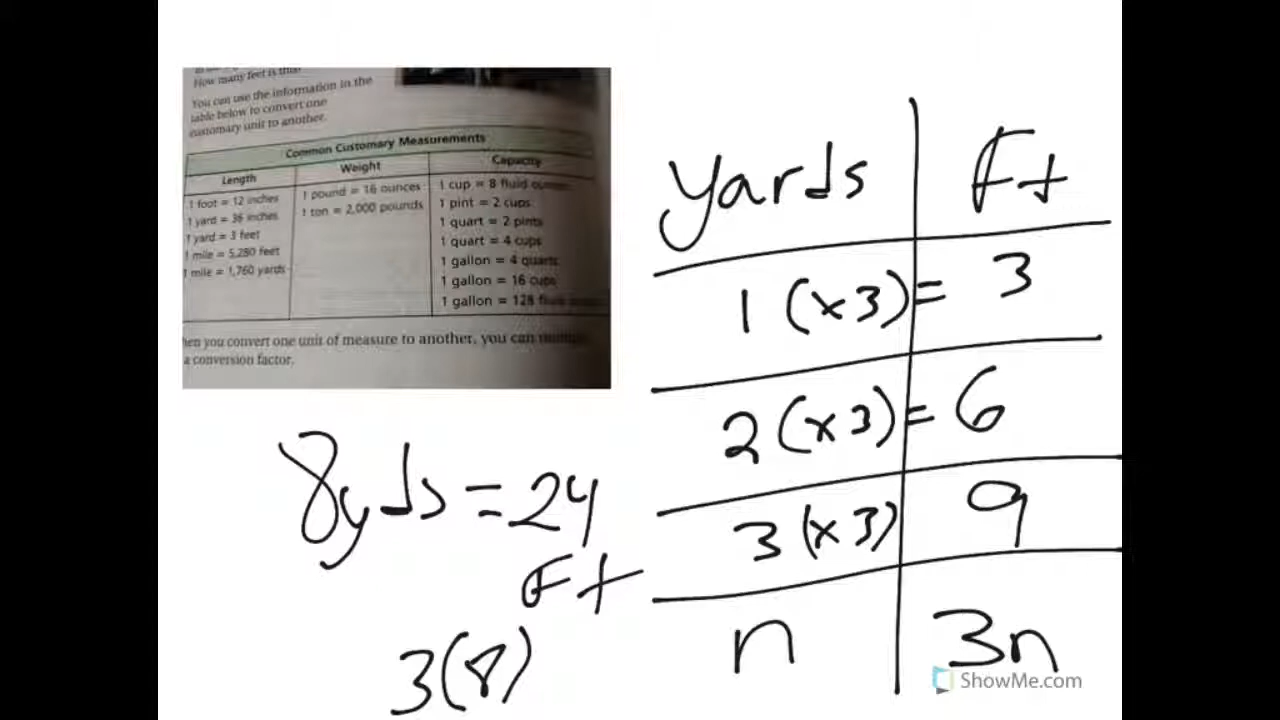 How many feet is
You can use the information in the
table below to convert one
customary unit to another.
Common Customary Measurements
Length
1 foot = 12 inches
1 yard = 36 inches
1 yard = 3 feet
1 mile = 5,280 feet
1 mile = 1,760 yards
Weight
1 pound = 16 ounces
1 ton = 2,000 pounds
Capacity
1 cup = 8 fluid
1 pint = 2 cups
1 quart = 2 pints
1 quart = 4 cups
1 gallon = 4 quarts
1 gallon = 16 cups
1 gallon = 128 fluid
you convert one unit of measure to another, you can
a conversion factor.
yards Ft
1 (x3) = 3
2 (x3) = 6
3 (x3) 9
n 3n
8yds = 24
Ft
3(8)
ShowMe.com